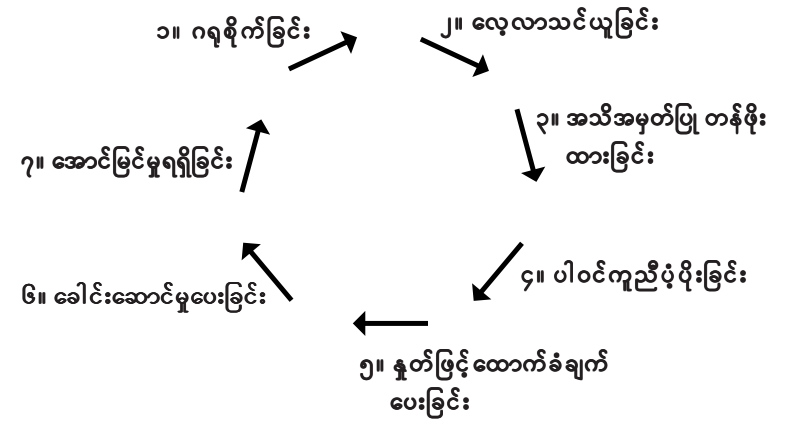 ၁။ ဂရုစိုက်ခြင်း
၂။ လေ့လာသင်ယူခြင်း
၃။ အသိအမှတ်ပြု တန်ဖိုး
ထားခြင်း
၄။ ပါဝင်ကူညီပံ့ပိုးခြင်း
၅။ နှုတ်ဖြင့်ထောက်ခံချက်
ပေးခြင်း
၆။ ခေါင်းဆောင်မှုပေးခြင်း
၇။ အောင်မြင်မှုရရှိခြင်း